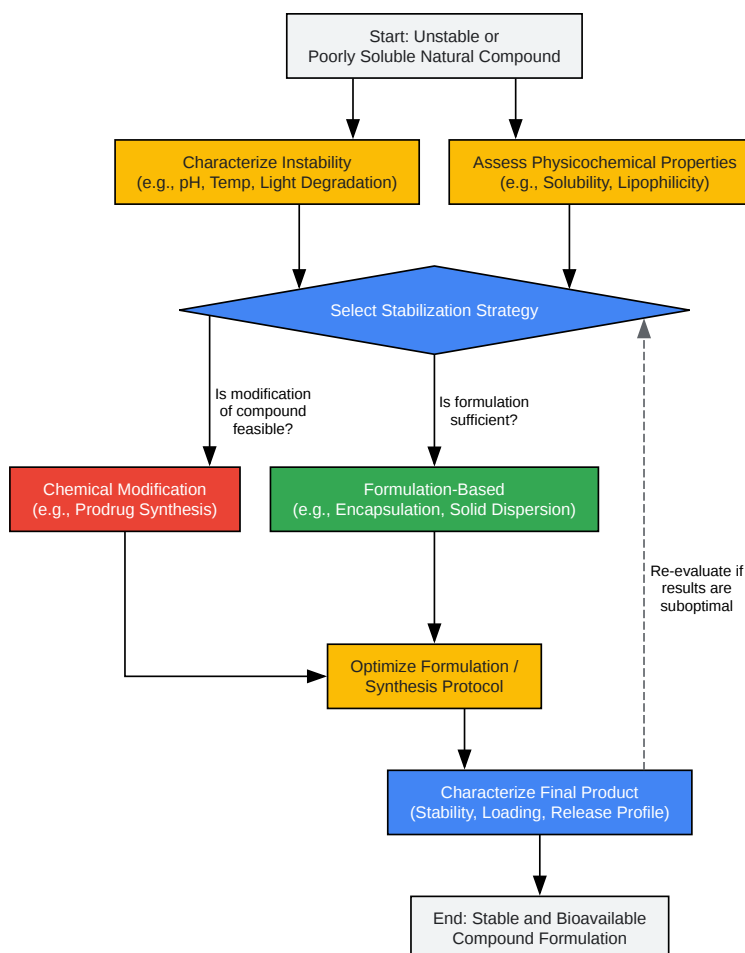 Start: Unstable or
Poorly Soluble Natural Compound
Characterize Instability
(e.g., pH, Temp, Light Degradation)
Assess Physicochemical Properties
(e.g., Solubility, Lipophilicity)
Select Stabilization Strategy
Is modification
of compound
feasible?
Is formulation
sufficient?
Chemical Modification
(e.g., Prodrug Synthesis)
Formulation-Based
(e.g., Encapsulation, Solid Dispersion)
Re-evaluate if
results are
suboptimal
Optimize Formulation /
Synthesis Protocol
Characterize Final Product
(Stability, Loading, Release Profile)
End: Stable and Bioavailable
Compound Formulation